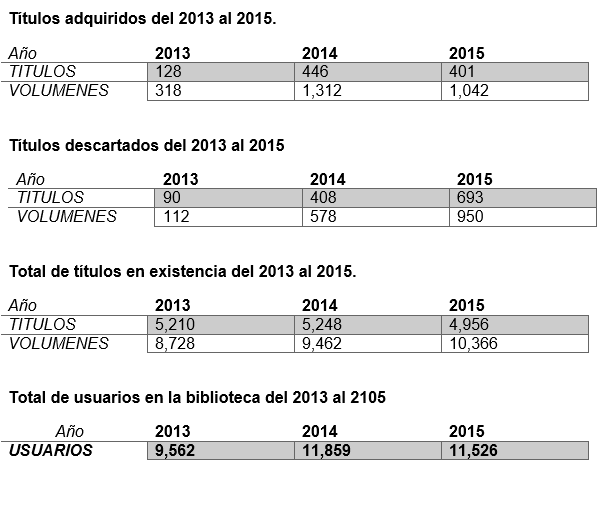 Títulos adquiridos del 2013 al 2015.
Año 2013 2014 2015
TITULOS 128 446 401
VOLUMENES 318 1,312 1,042
Títulos descartados del 2013 al 2015
Año 2013 2014 2015
TITULOS 90 408 693
VOLUMENES 112 578 950
Total de títulos en existencia del 2013 al 2015.
Año 2013 2014 2015
TITULOS 5,210 5,248 4,956
VOLUMENES 8,728 9,462 10,366
Total de usuarios en la biblioteca del 2013 al 2105
Año 2013 2014 2015
USUARIOS 9,562 11,859 11,526